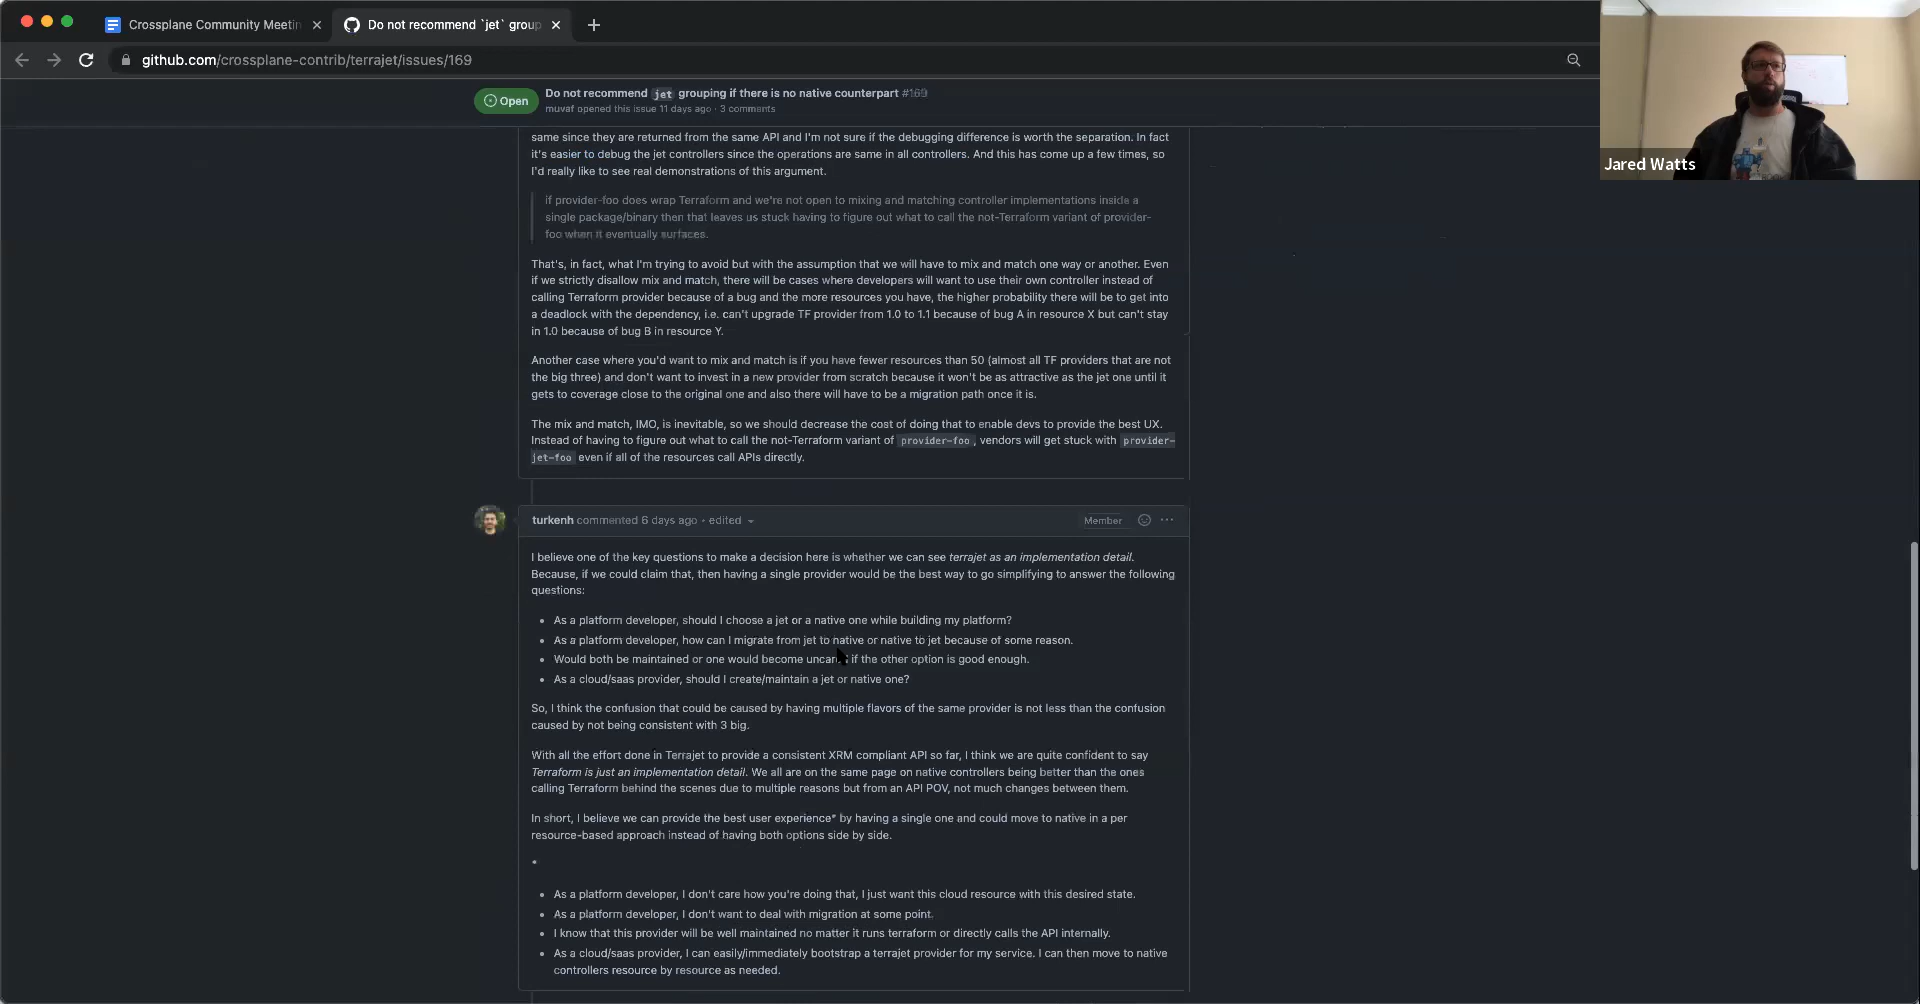 Crossplane Community Meetin
Do not recommend `jet` group
github.com/crossplane-contrib/terrajet/issues/169
Open
Do not recommend jet grouping if there is no native counterpart #169
muvaf opened this issue 11 days ago · 3 comments
Jared Watts
same since they are returned from the same API and I'm not sure if the debugging difference is worth the separation. In fact
it's easier to debug the jet controllers since the operations are same in all controllers. And this has come up a few times, so
I'd really like to see real demonstrations of this argument.
if provider-foo does wrap Terraform and we're not open to mixing and matching controller implementations inside a
single package/binary then that leaves us stuck having to figure out what to call the not-Terraform variant of provider-
foo when it eventually surfaces.
That's, in fact, what I'm trying to avoid but with the assumption that we will have to mix and match one way or another. Even
if we strictly disallow mix and match, there will be cases where developers will want to use their own controller instead of
calling Terraform provider because of a bug and the more resources you have, the higher probability there will be to get into
a deadlock with the dependency, i.e. can't upgrade TF provider from 1.0 to 1.1 because of bug A in resource X but can't stay
in 1.0 because of bug B in resource Y.
Another case where you'd want to mix and match is if you have fewer resources than 50 (almost all TF providers that are not
the big three) and don't want to invest in a new provider from scratch because it won't be as attractive as the jet one until it
gets to coverage close to the original one and also there will have to be a migration path once it is.
The mix and match, IMO, is inevitable, so we should decrease the cost of doing that to enable devs to provide the best UX.
Instead of having to figure out what to call the not-Terraform variant of provider-foo, vendors will get stuck with provider-
jet-foo even if all of the resources call APIs directly.
turkenh commented 6 days ago • edited
Member
I believe one of the key questions to make a decision here is whether we can see terrajet as an implementation detail.
Because, if we could claim that, then having a single provider would be the best way to go simplifying to answer the following
questions:
• As a platform developer, should I choose a jet or a native one while building my platform?
• As a platform developer, how can I migrate from jet to native or native to jet because of some reason.
• Would both be maintained or one would become if the other option is good enough.
• As a cloud/saas provider, should I create/maintain a jet or native one?
So, I think the confusion that could be caused by having multiple flavors of the same provider is not less than the confusion
caused by not being consistent with 3 big.
With all the effort done in Terrajet to provide a consistent XRM compliant API so far, I think we are quite confident to say
Terraform is just an implementation detail. We all are on the same page on native controllers being better than the ones
calling Terraform behind the scenes due to multiple reasons but from an API POV, not much changes between them.
In short, I believe we can provide the best user experience* by having a single one and could move to native in a per
resource-based approach instead of having both options side by side.
•
• As a platform developer, I don't care how you're doing that, I just want this cloud resource with this desired state.
• As a platform developer, I don't want to deal with migration at some point.
• I know that this provider will be well maintained no matter it runs terraform or directly calls the API internally.
• As a cloud/saas provider, I can easily/immediately bootstrap a terrajet provider for my service. I can then move to native
controllers resource by resource as needed.